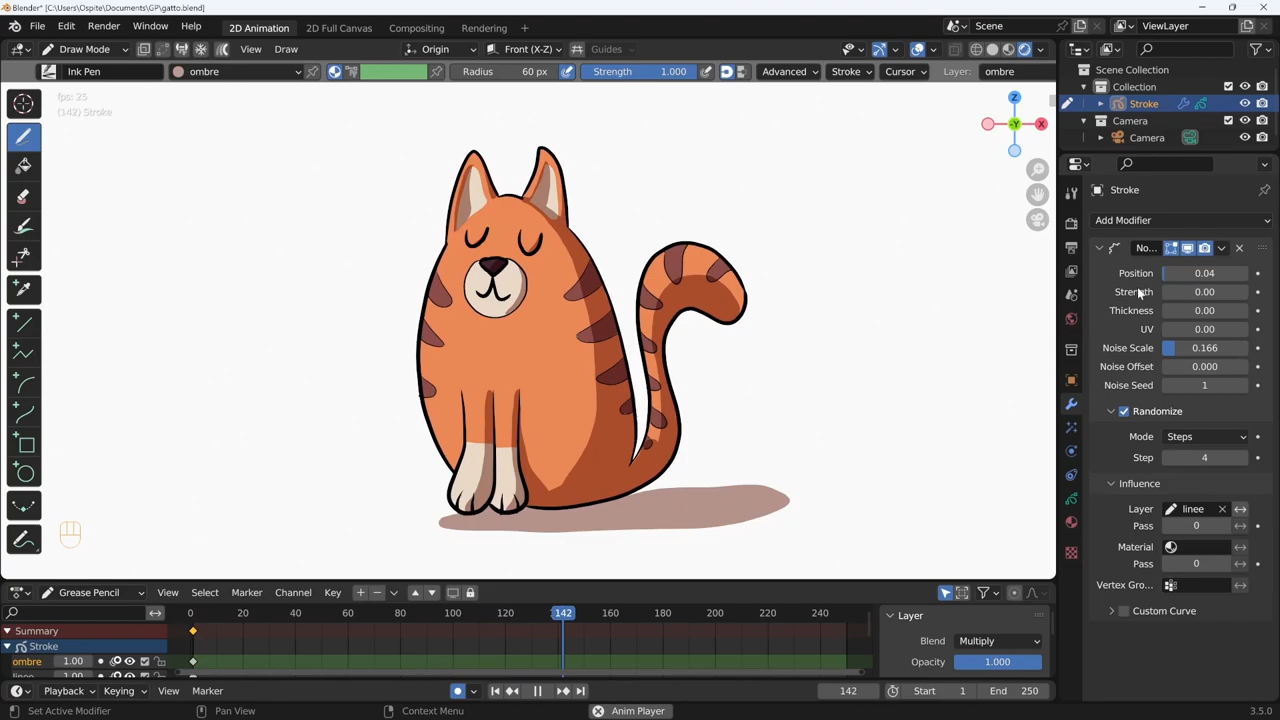 Blender* [C:\Users\Ospite\Documents\GP\gatto.blend]
File Edit Render Window Help 2D Animation 2D Full Canvas Compositing Rendering + Scene ViewLayer
Draw Mode View Draw Origin Front (X-Z) Guides
Ink Pen ombre Radius 60 px Strength 1.000 Advanced Stroke Cursor Layer: ombre
Scene Collection
Collection
Stroke
Camera
Camera
fps: 25
(142) Stroke
Z
-Y
X
Stroke
Add Modifier
No...
Position 0.04
Strength 0.00
Thickness 0.00
UV 0.00
Noise Scale 0.166
Noise Offset 0.000
Noise Seed 1
Randomize
Mode Steps
Step 4
Influence
Layer linee
Pass 0
Material
Pass 0
Vertex Gro...
Custom Curve
Grease Pencil View Select Marker Channel Key
0 20 40 60 80 100 120 142 160 180 200 220 240
Summary
Stroke
ombre 1.00
linee 1.00
Layer
Blend Multiply
Opacity 1.000
Playback Keying View Marker 142 Start 1 End 250
Set Active Modifier Pan View Context Menu Anim Player 3.5.0